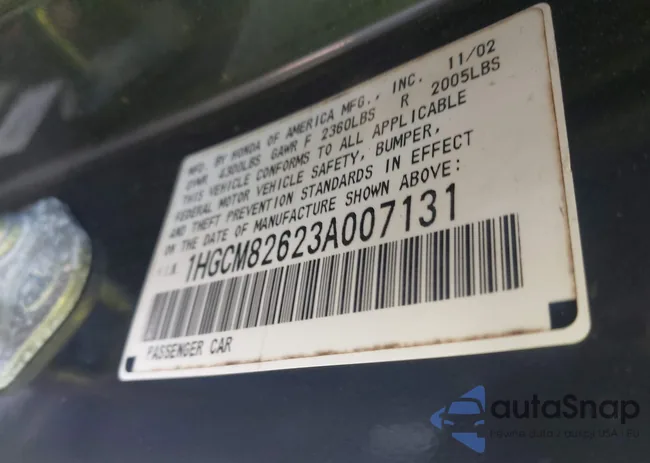 MFD. BY HONDA OF AMERICA MFG., INC. 11/02
GVWR 4300LBS GAWR F 2360LBS R 2005LBS
THIS VEHICLE CONFORMS TO ALL APPLICABLE
FEDERAL MOTOR VEHICLE SAFETY, BUMPER,
AND THEFT PREVENTION STANDARDS IN EFFECT
ON THE DATE OF MANUFACTURE SHOWN ABOVE:
1HGCM82623A007131
PASSENGER CAR
autaSnap
USA